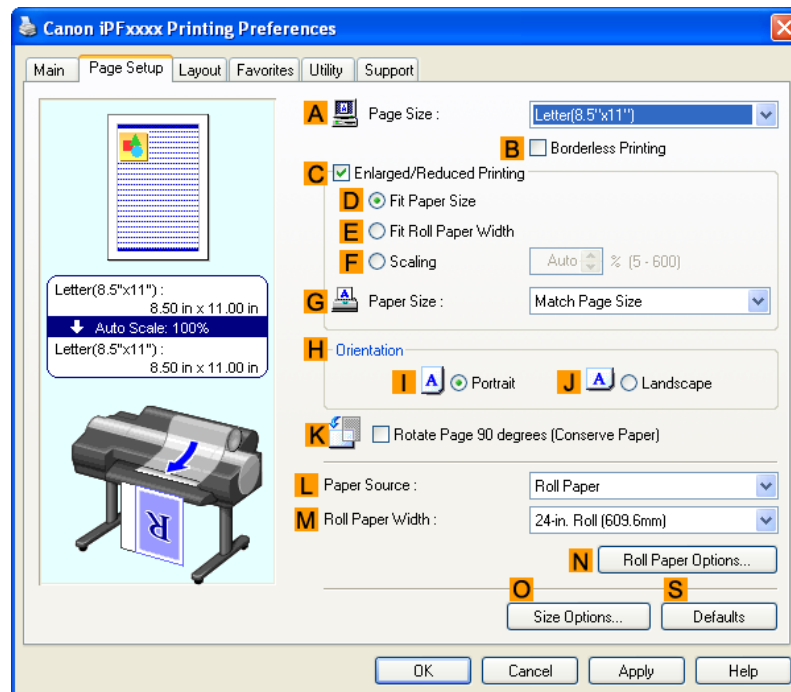 Canon iPFxxxx Printing Preferences
Main Page Setup Layout Favorites Utility Support
A Page Size : Letter(8.5"x11")
B Borderless Printing
C Enlarged/Reduced Printing
D Fit Paper Size
E Fit Roll Paper Width
F Scaling Auto % (5 - 600)
G Paper Size : Match Page Size
Letter(8.5"x11") :
8.50 in x 11.00 in
Auto Scale: 100%
Letter(8.5"x11") :
8.50 in x 11.00 in
H Orientation
I A Portrait J A Landscape
K Rotate Page 90 degrees (Conserve Paper)
R
L Paper Source : Roll Paper
M Roll Paper Width : 24-in. Roll (609.6mm)
N Roll Paper Options...
O S
Size Options... Defaults
OK Cancel Apply Help